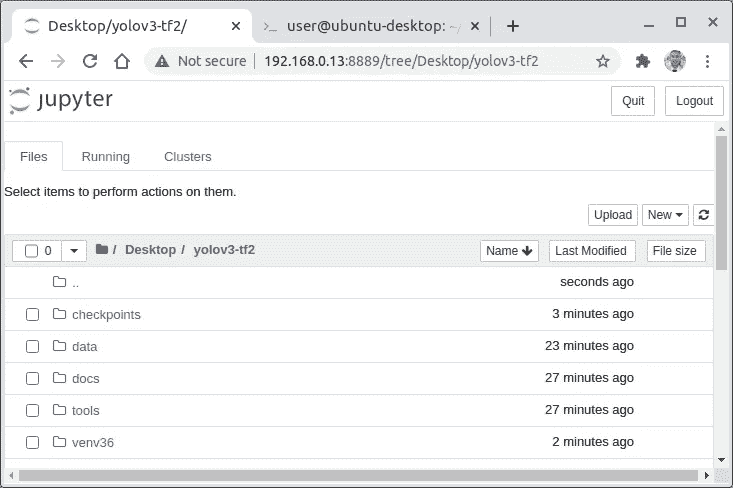 Desktop/yolov3-tf2/ user@ubuntu-desktop: ~/
Not secure 192.168.0.13:8889/tree/Desktop/yolov3-tf2
jupyter Quit Logout
Files Running Clusters
Select items to perform actions on them.
Upload New
0 / Desktop / yolov3-tf2 Name Last Modified File size
.. seconds ago
checkpoints 3 minutes ago
data 23 minutes ago
docs 27 minutes ago
tools 27 minutes ago
venv36 2 minutes ago